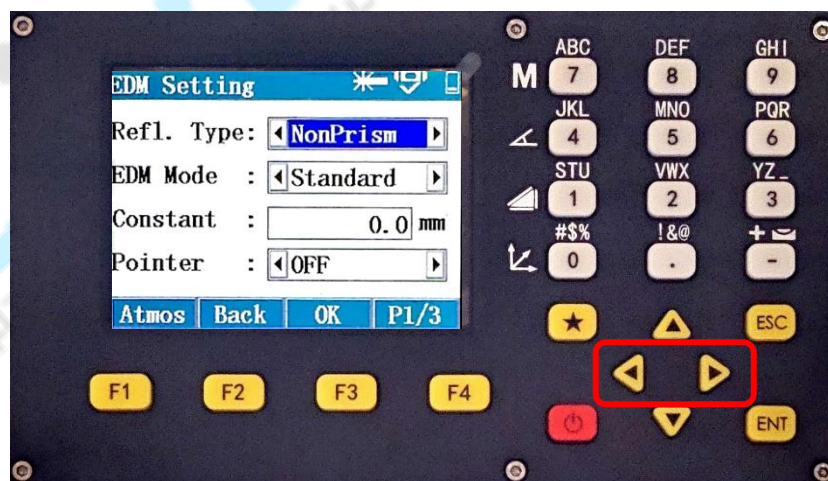 EDM Setting
Refl. Type: NonPrism
EDM Mode : Standard
Constant : 0.0 mm
Pointer : OFF
Atmos Back OK P1/3
F1 F2 F3 F4
ABC DEF GHI
M 7 8 9
JKL MNO PQR
4 5 6
STU VWX YZ_
1 2 3
#$% !&@ +
0 . -
ESC
ENT